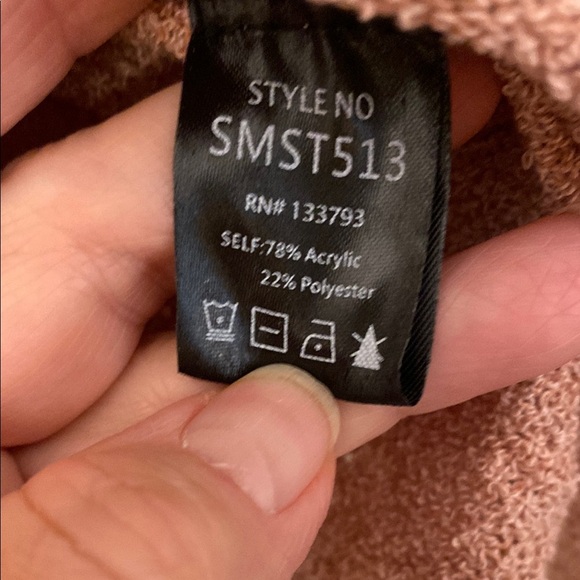 STYLE NO
SMST513
RN# 133793
SELF:78% Acrylic
22% Polyester